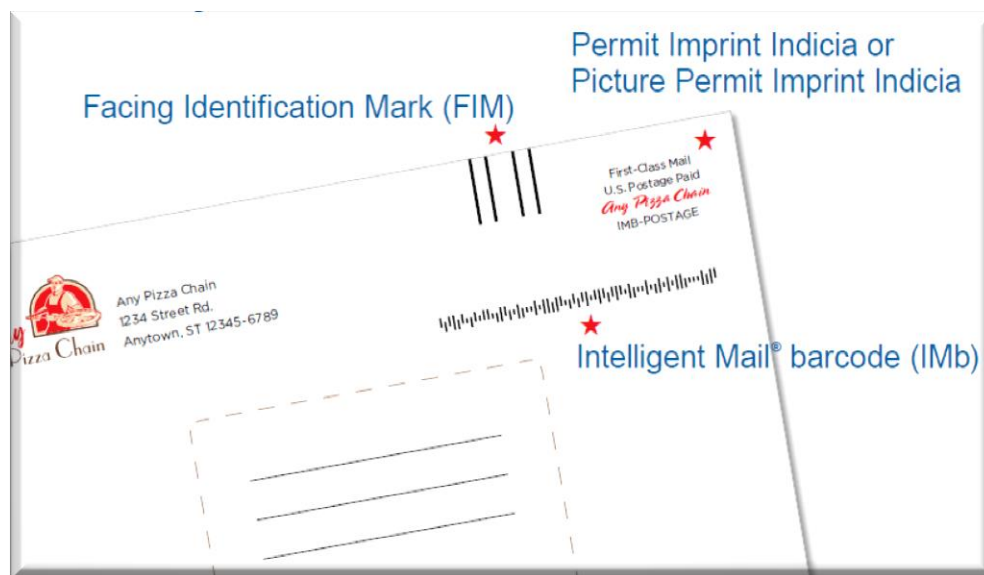 Permit Imprint Indicia or
Picture Permit Imprint Indicia
Facing Identification Mark (FIM)
First-Class Mail
U.S. Postage Paid
Any Pizza Chain
IMB-POSTAGE
Any Pizza Chain
1234 Street Rd.
Anytown, ST 12345-6789
Pizza Chain
Intelligent Mail® barcode (IMb)